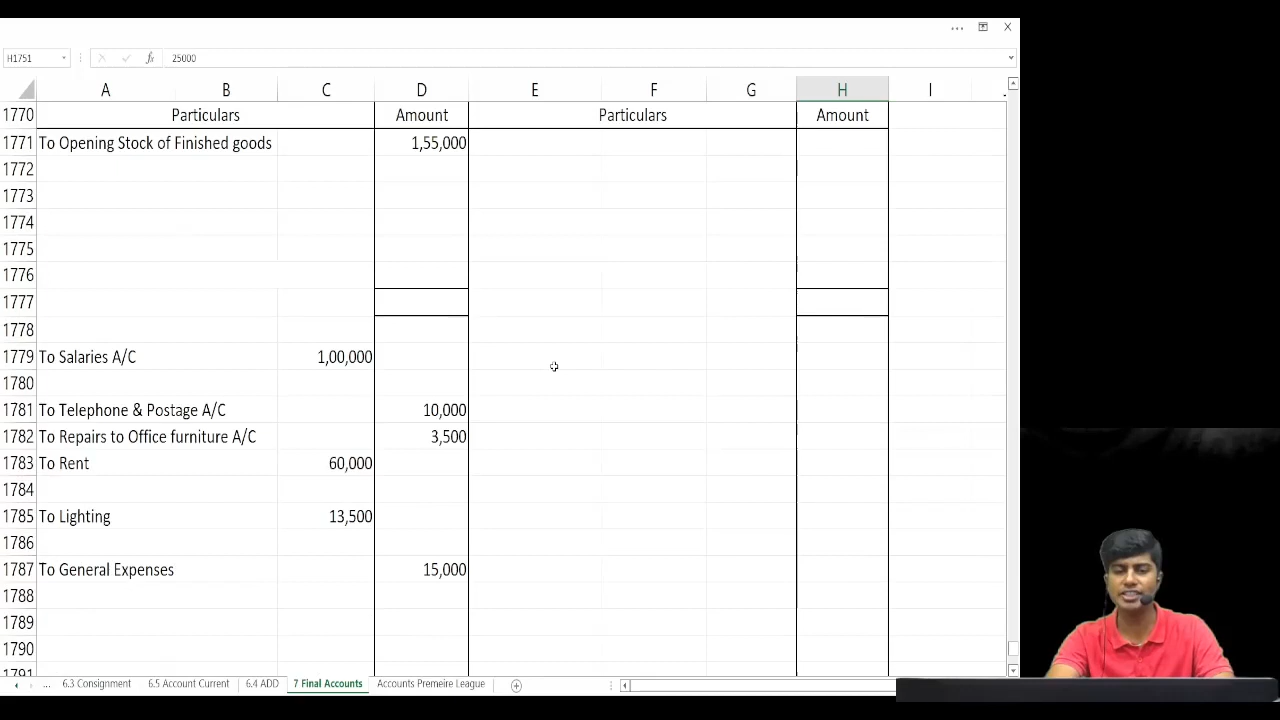 H1751 fx 25000
A B C D E F G H I
1770 Particulars Amount Particulars Amount
1771 To Opening Stock of Finished goods 1,55,000
1772
1773
1774
1775
1776
1777
1778
1779 To Salaries A/C 1,00,000
1780
1781 To Telephone & Postage A/C 10,000
1782 To Repairs to Office furniture A/C 3,500
1783 To Rent 60,000
1784
1785 To Lighting 13,500
1786
1787 To General Expenses 15,000
1788
1789
1790
1791
... 6.3 Consignment 6.5 Account Current 6.4 ADD 7 Final Accounts Accounts Premeire League